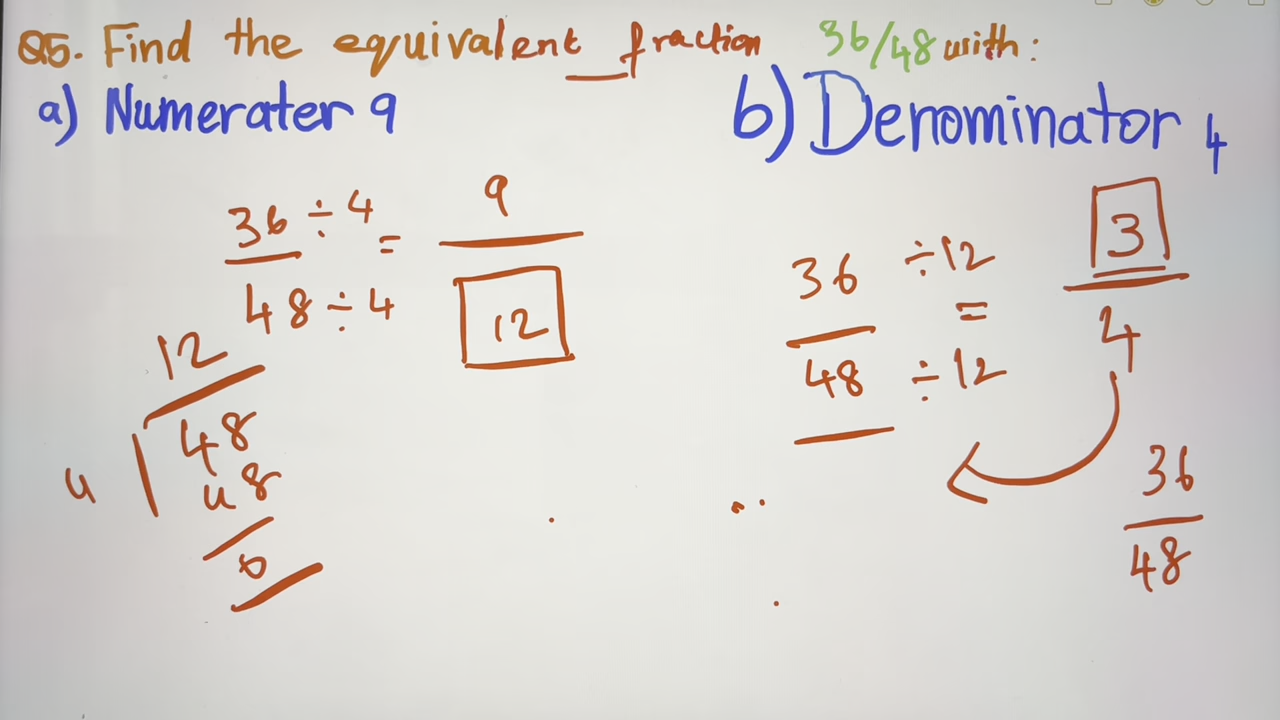 Q5. Find the equivalent fraction 36/48 with:
a) Numerater 9
36 ÷ 4 = 9
48 ÷ 4 12
12
4 48
48
0
b) Denominator 4
36 ÷12 = 3
48 ÷12 4
36
48